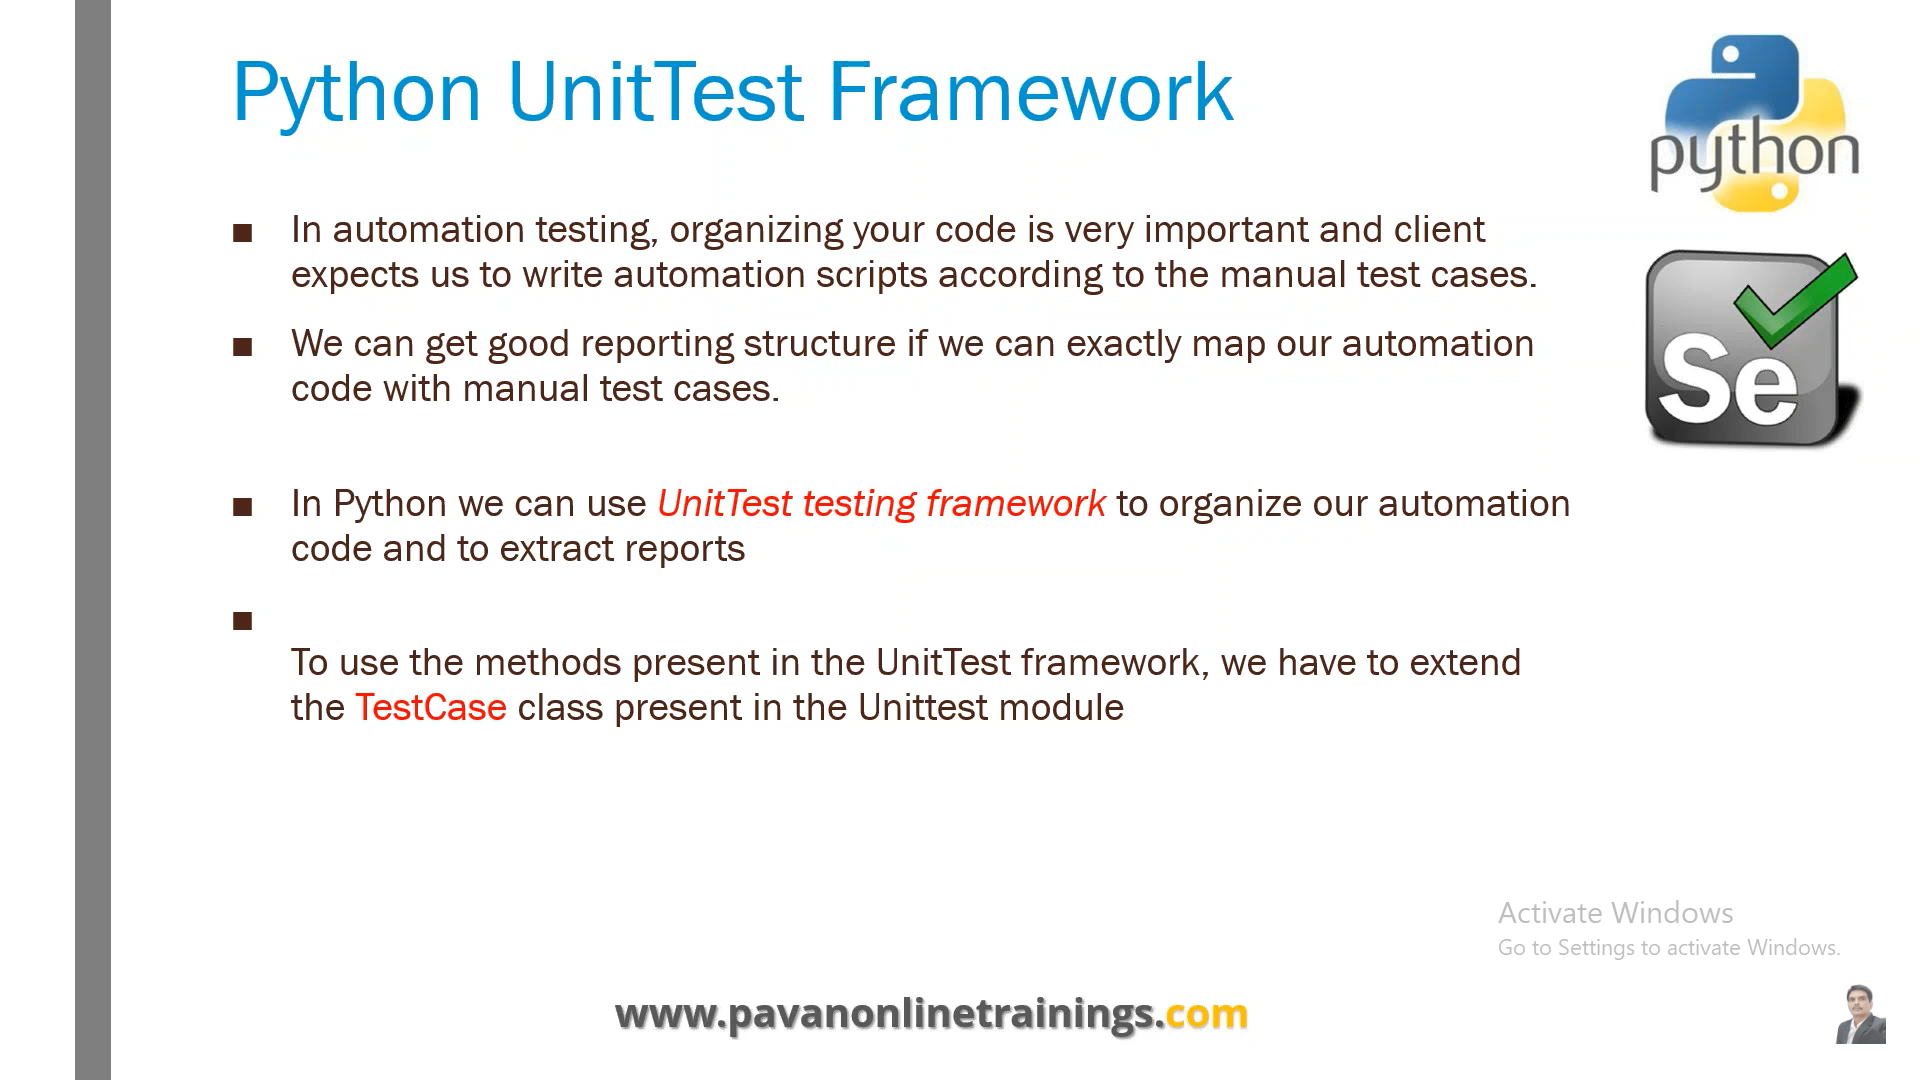 Python UnitTest Framework
python
■ In automation testing, organizing your code is very important and client
expects us to write automation scripts according to the manual test cases.
Se
■ We can get good reporting structure if we can exactly map our automation
code with manual test cases.
■ In Python we can use UnitTest testing framework to organize our automation
code and to extract reports
■
To use the methods present in the UnitTest framework, we have to extend
the TestCase class present in the Unittest module
Activate Windows
Go to Settings to activate Windows.
www.pavanonlinetrainings.com